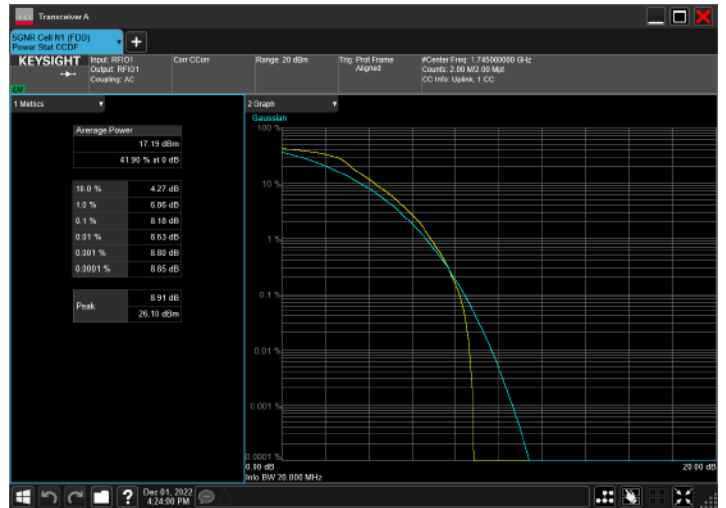 Transceiver A
5GNR Cell N1 (FDD)
Power Stat CCDF
KEYSIGHT
Input: RFIO1
Output: RFIO1
Coupling: AC
Corr CCorr
Range: 20 dBm
Trig: Prot Frame
Aligned
#Center Freq: 1.745000000 GHz
Counts: 2.00 M/2.00 Mpt
CC Info: Uplink, 1 CC
1 Metrics
Average Power
17.19 dBm
41.90 % at 0 dB
10.0 % 4.27 dB
1.0 % 6.66 dB
0.1 % 8.18 dB
0.01 % 8.63 dB
0.001 % 8.80 dB
0.0001 % 8.85 dB
Peak
8.91 dB
26.10 dBm
2 Graph
Gaussian
100 %
10 %
1 %
0.1 %
0.01 %
0.001 %
0.0001 %
0.00 dB
20.00 dB
Info BW 20.000 MHz
Dec 01, 2022
4:24:00 PM